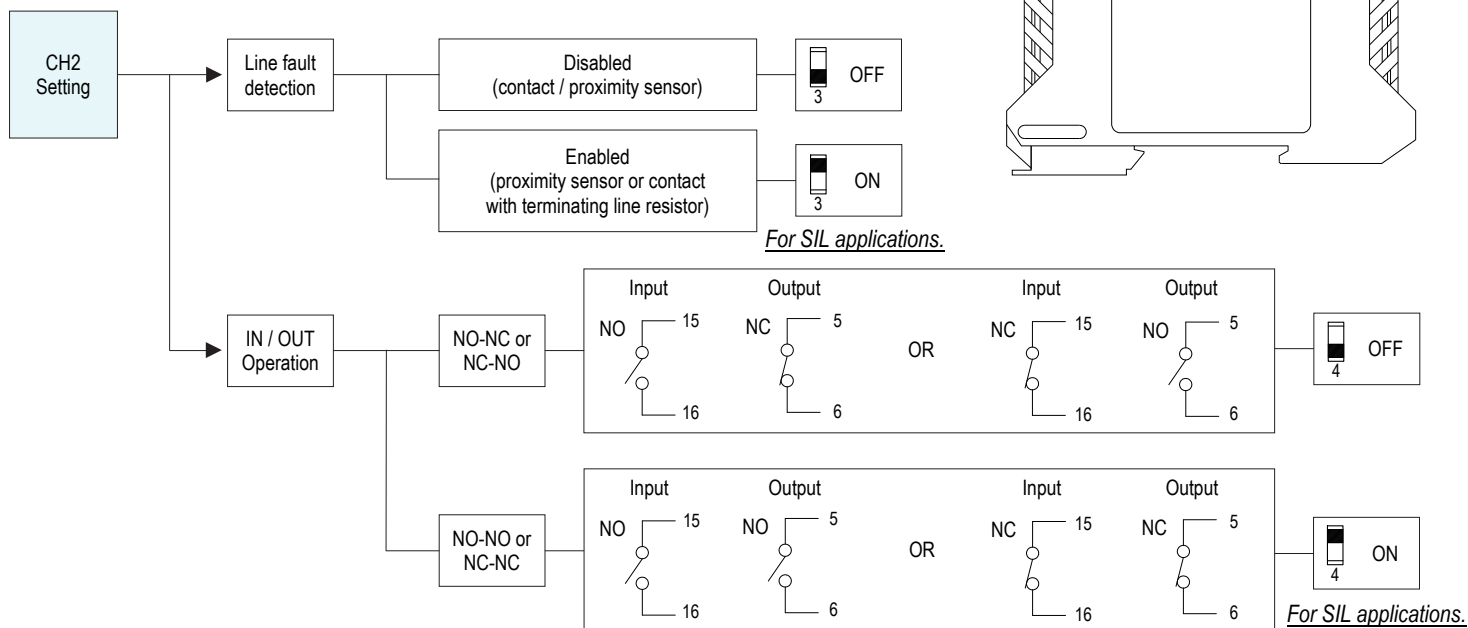 CH2
Setting
Line fault
detection
Disabled
(contact / proximity sensor)
3
OFF
Enabled
(proximity sensor or contact
with terminating line resistor)
3
ON
For SIL applications.
IN / OUT
Operation
NO-NC or
NC-NO
Input
Output
Input
Output
NO
15
NC
5
OR
NC
15
NO
5
16
6
16
6
4
OFF
NO-NO or
NC-NC
Input
Output
Input
Output
NO
15
NO
5
OR
NC
15
NC
5
16
6
16
6
4
ON
For SIL applications.